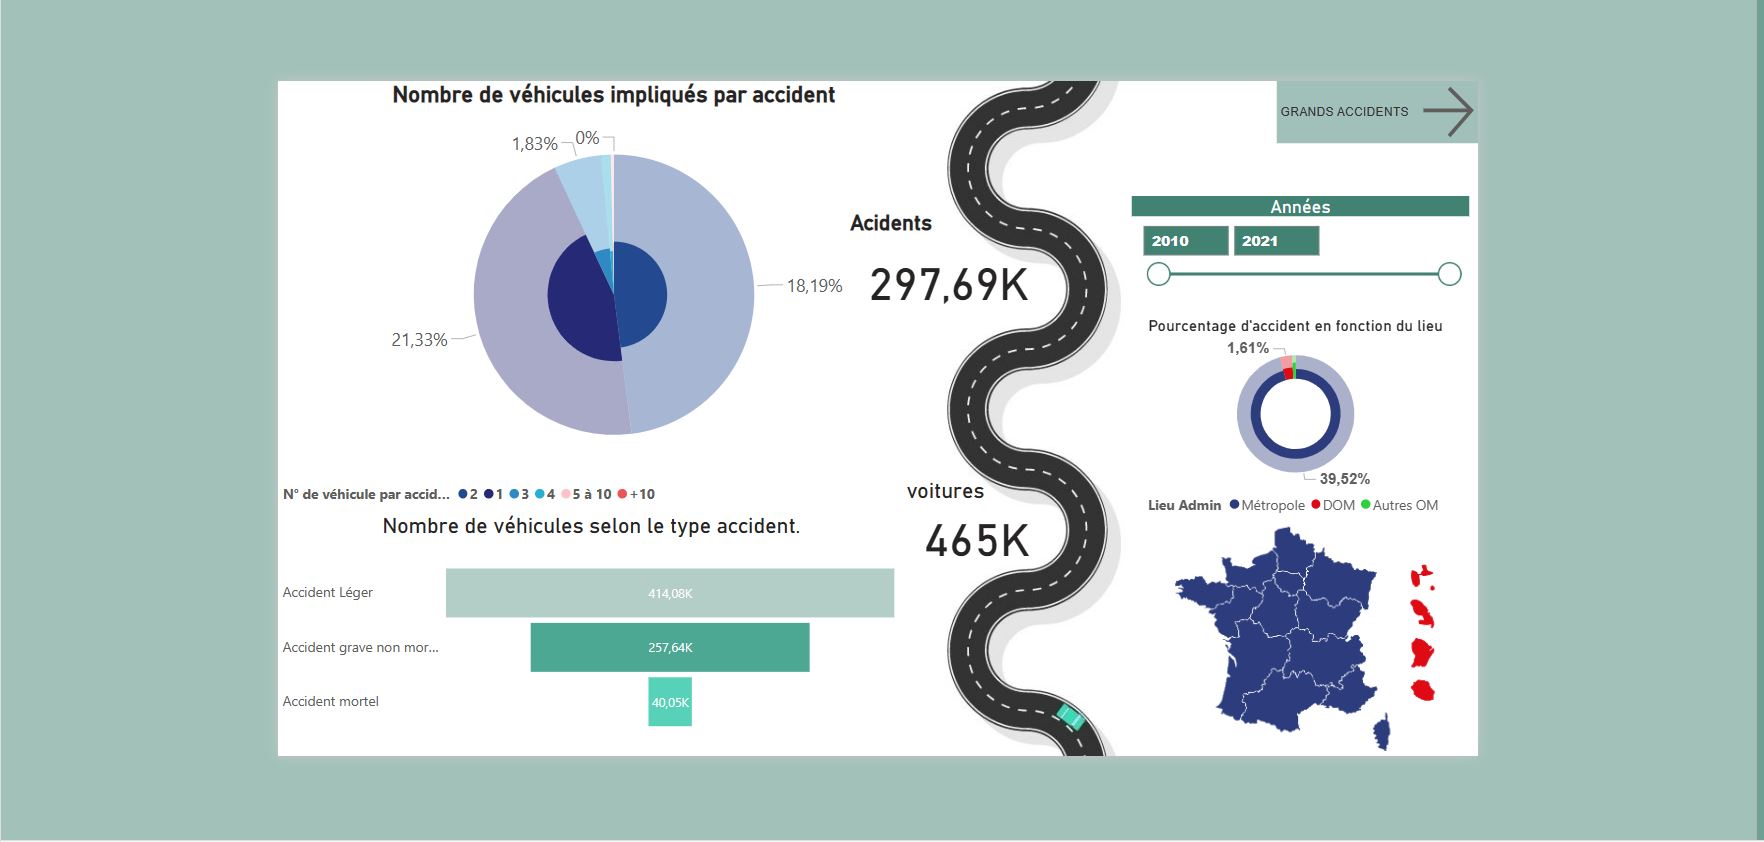 Nombre de véhicules impliqués par accident
1,83%
0%
18,19%
21,33%
N° de véhicule par accid... 2 1 3 4 5 à 10 +10
Nombre de véhicules selon le type accident.
Accident Léger
414,08K
Accident grave non mor...
257,64K
Accident mortel
40,05K
Acidents
297,69K
voitures
465K
GRANDS ACCIDENTS
Années
2010 2021
Pourcentage d'accident en fonction du lieu
1,61%
39,52%
Lieu Admin Métropole DOM Autres OM